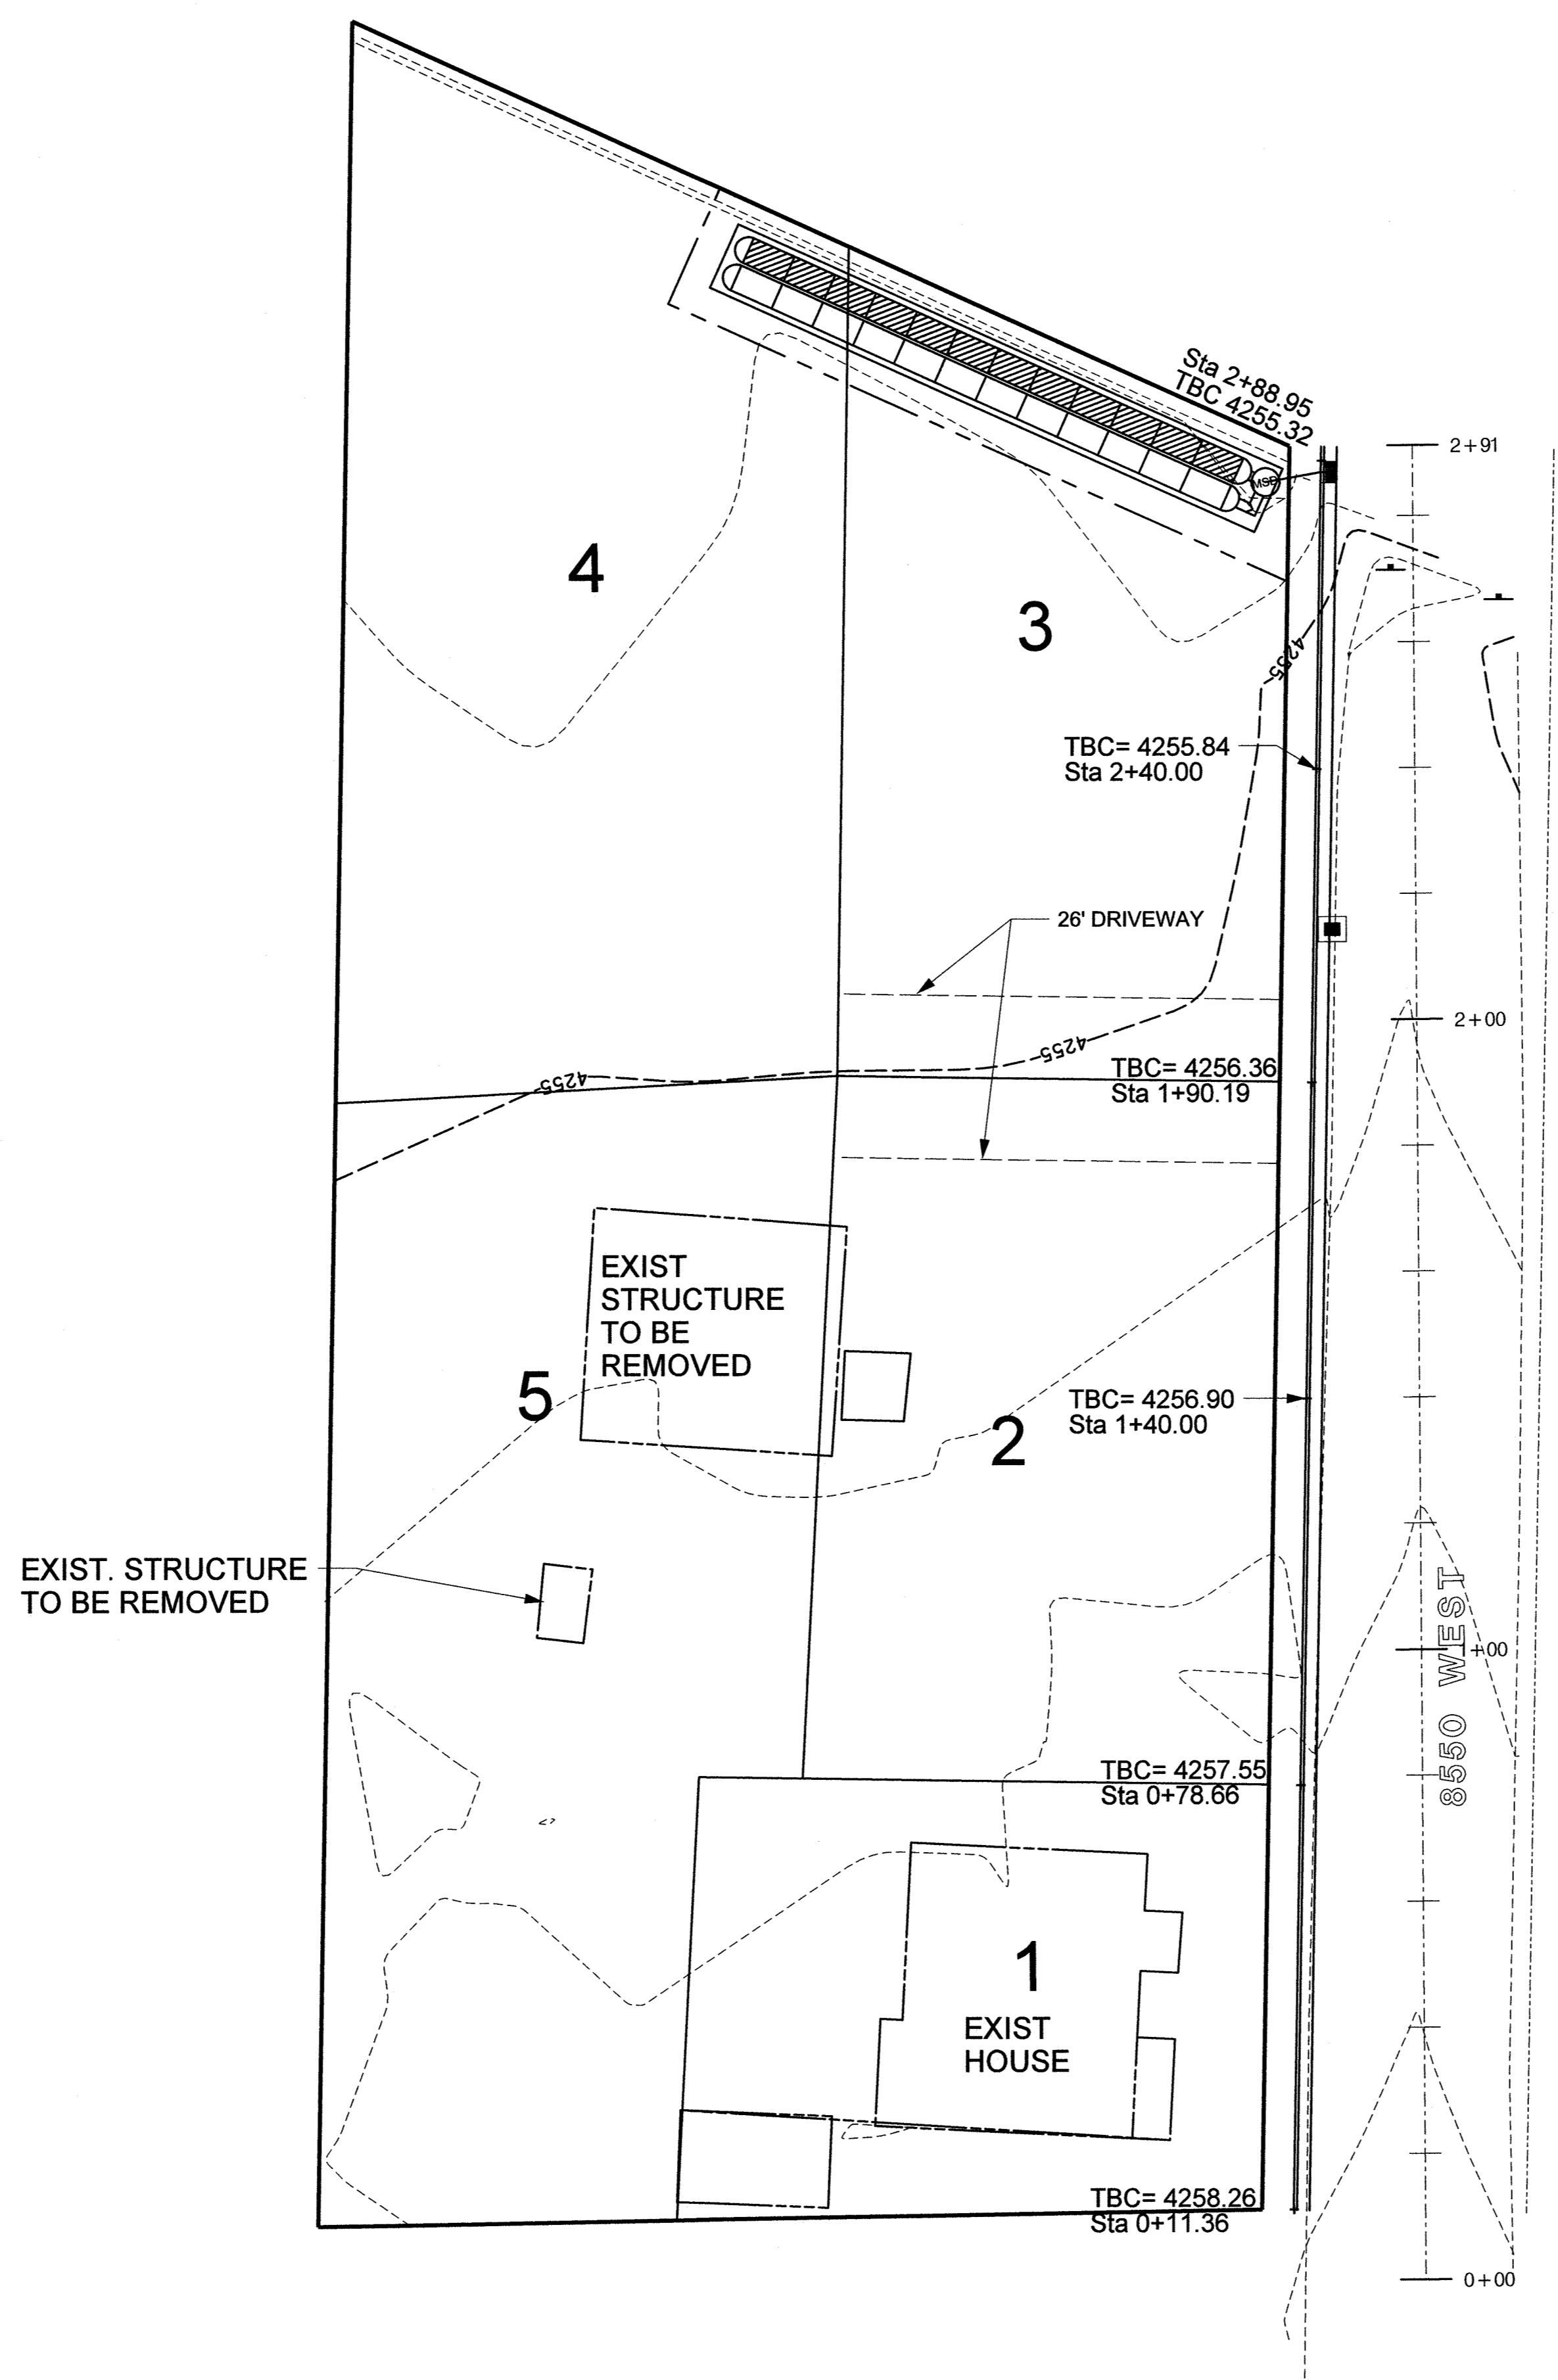 Sta 2+88.95
TBC 4255.32
2+91
MSD
4
3
4255
TBC= 4255.84
Sta 2+40.00
26' DRIVEWAY
2+00
4255
4255
TBC= 4256.36
Sta 1+90.19
EXIST
STRUCTURE
TO BE
REMOVED
5
2
TBC= 4256.90
Sta 1+40.00
EXIST. STRUCTURE
TO BE REMOVED
1+00
8550 WEST
TBC= 4257.55
Sta 0+78.66
1
EXIST
HOUSE
TBC= 4258.26
Sta 0+11.36
0+00